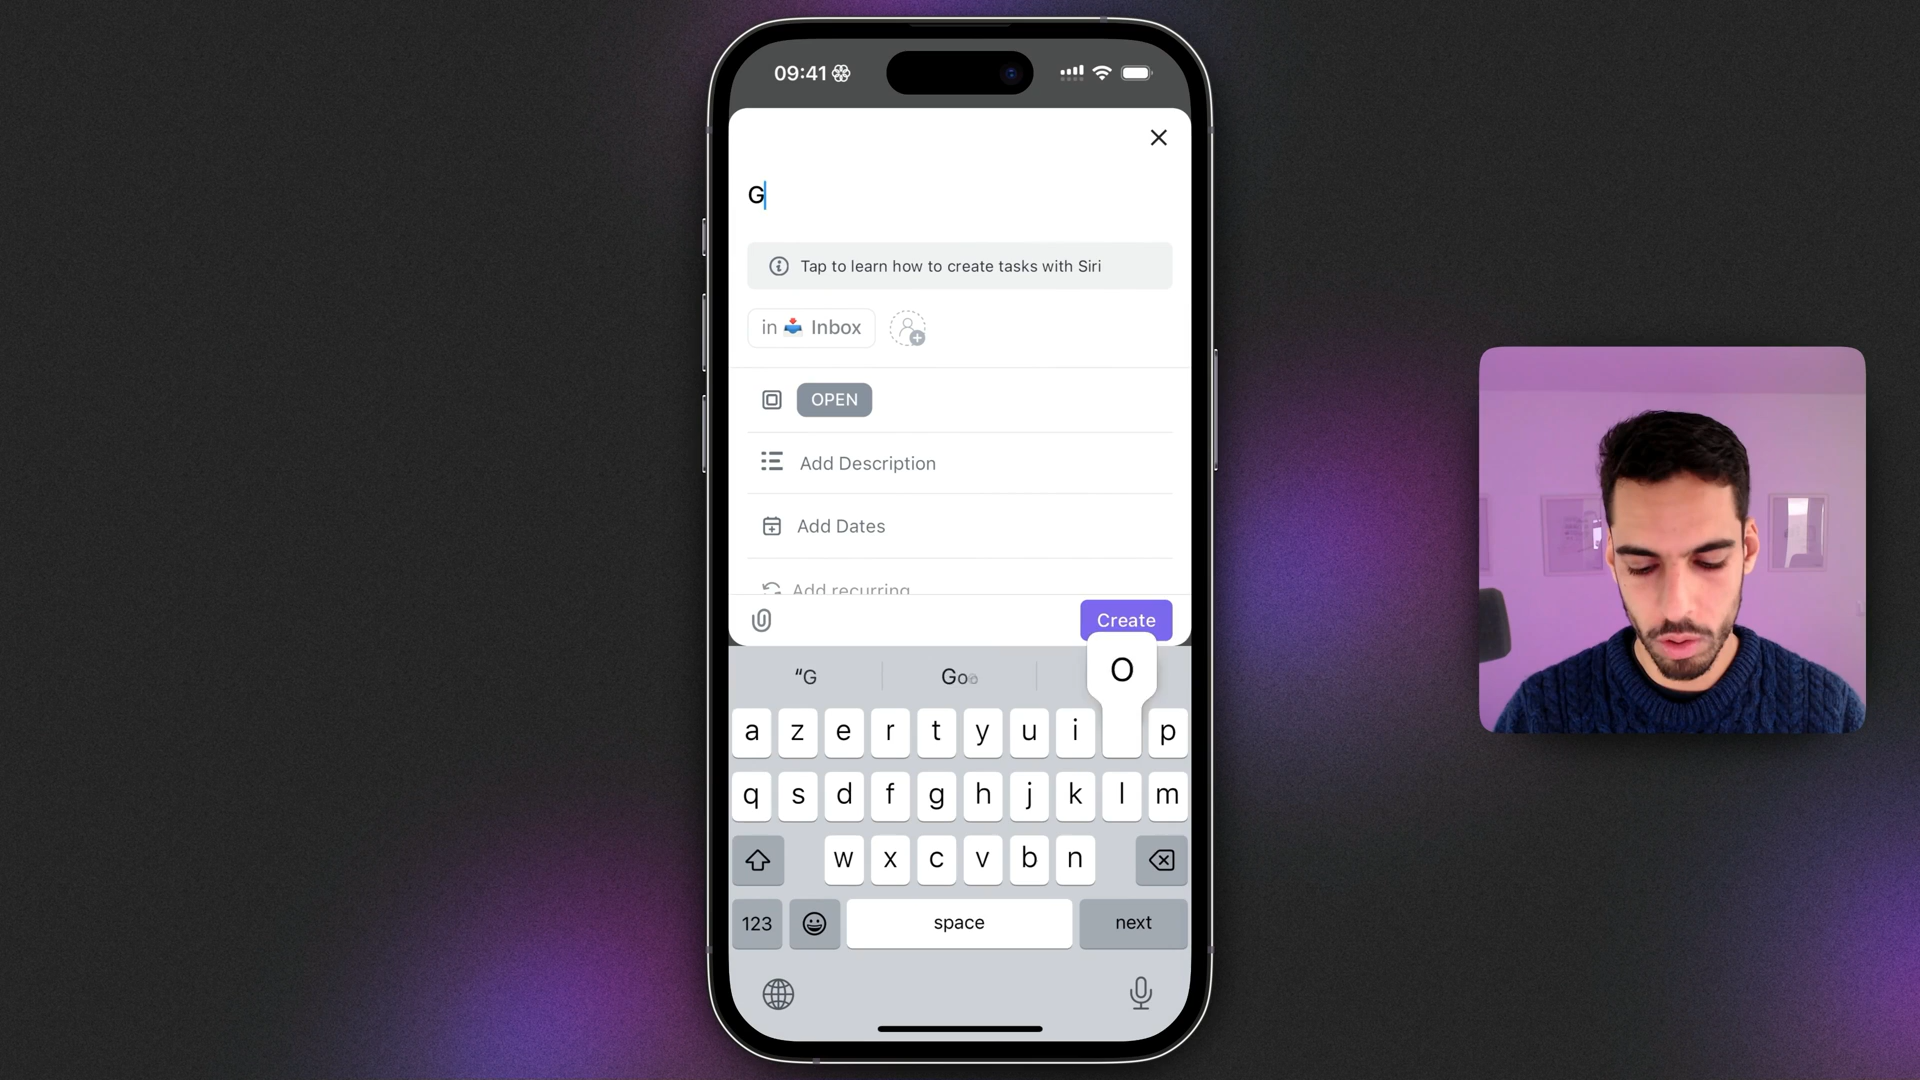 09:41
G
Tap to learn how to create tasks with Siri
in Inbox
OPEN
Add Description
Add Dates
Add recurring
Create
“G
Goo
O
a z e r t y u i p
q s d f g h j k l m
w x c v b n
123 space next